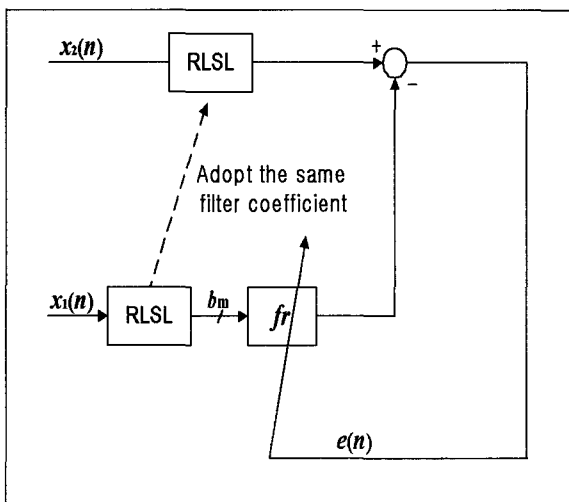 x₂(n)
RLSL
+
−
Adopt the same
filter coefficient
x₁(n)
RLSL
bₘ
fr
e(n)